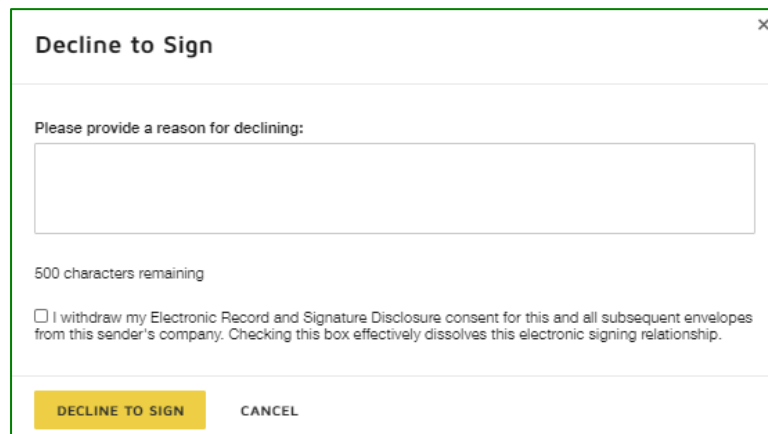 Decline to Sign
Please provide a reason for declining:
500 characters remaining
I withdraw my Electronic Record and Signature Disclosure consent for this and all subsequent envelopes
from this sender's company. Checking this box effectively dissolves this electronic signing relationship.
DECLINE TO SIGN CANCEL